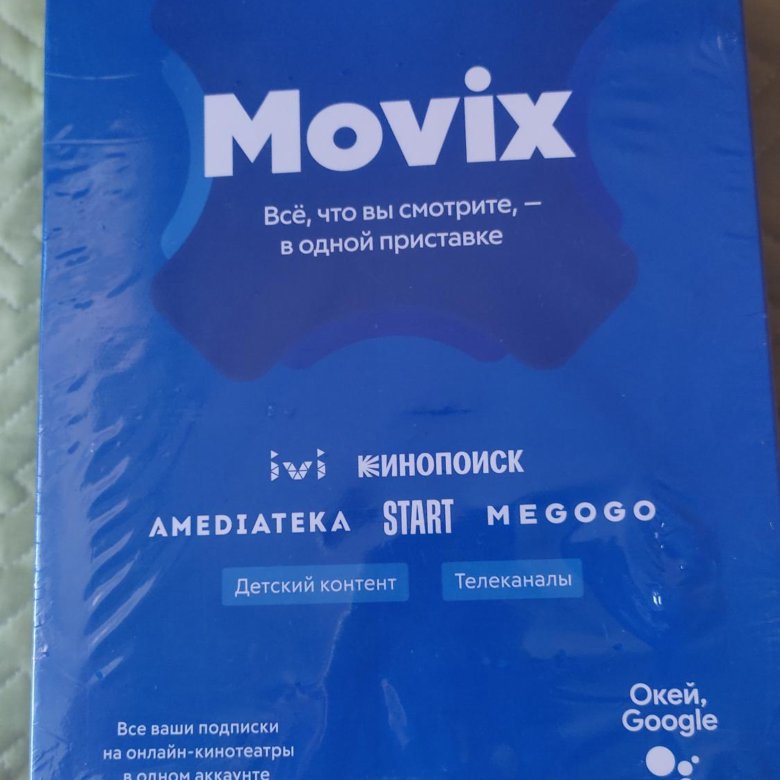 Movix
Всё, что вы смотрите, —
в одной приставке
ivi КИНОПОИСК
AMEDIATEKA START MEGOGO
Детский контент Телеканалы
Окей,
Google
Все ваши подписки
на онлайн-кинотеатры
в одном аккаунте